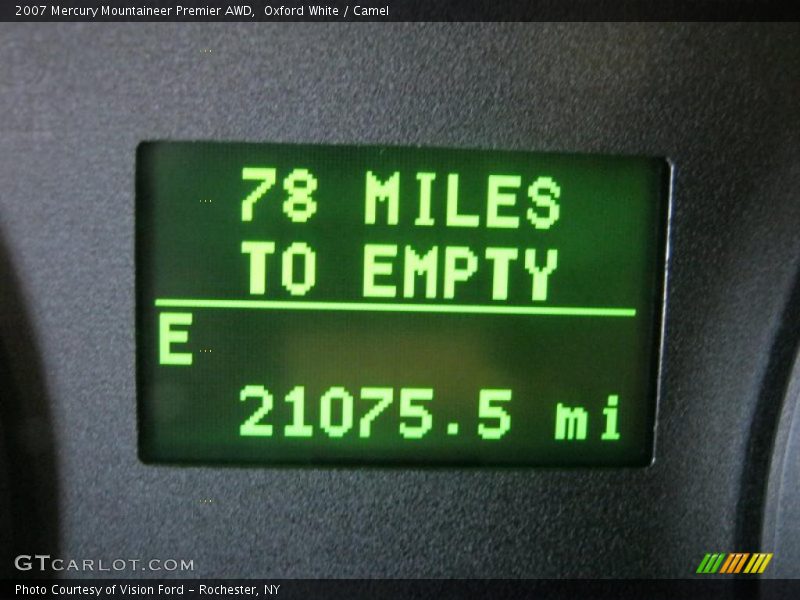 2007 Mercury Mountaineer Premier AWD,  Oxford White / Camel
78 MILES
TO EMPTY
E
21075.5 mi
GTCARLOT.COM
Photo Courtesy of Vision Ford - Rochester, NY